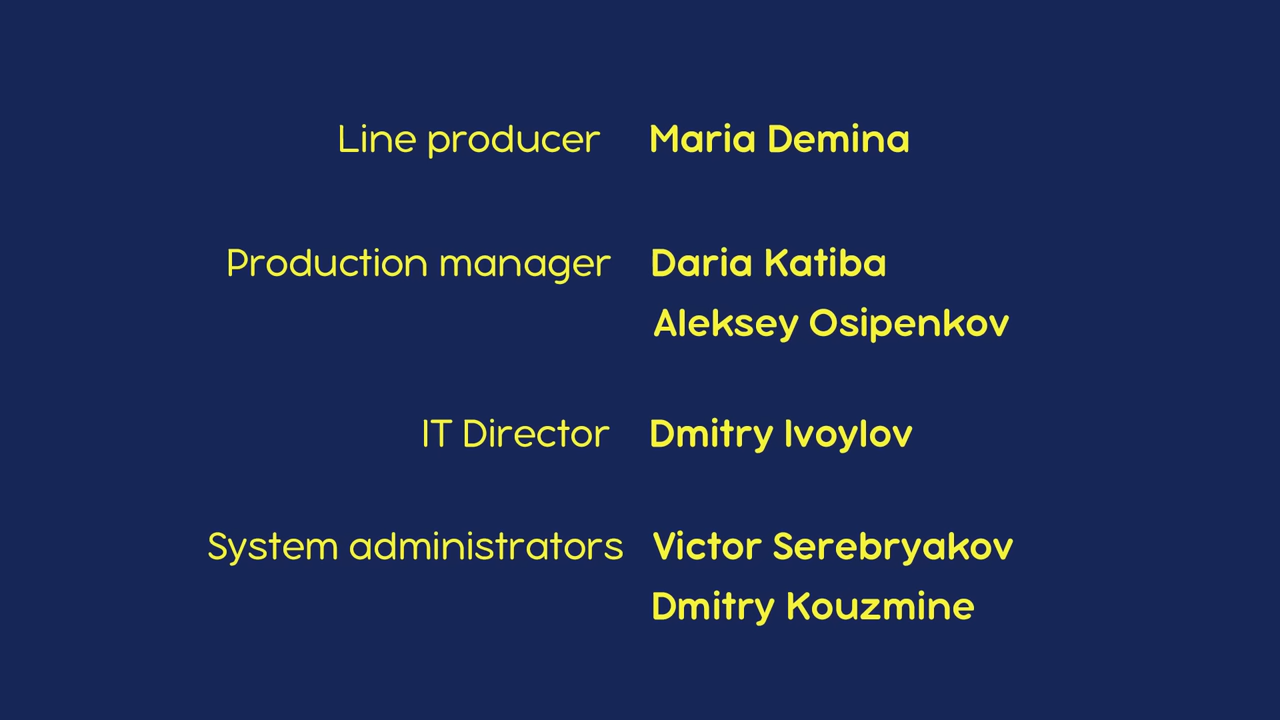 Line producer Maria Demina
Production manager Daria Katiba
Aleksey Osipenkov
IT Director Dmitry Ivoylov
System administrators Victor Serebryakov
Dmitry Kouzmine